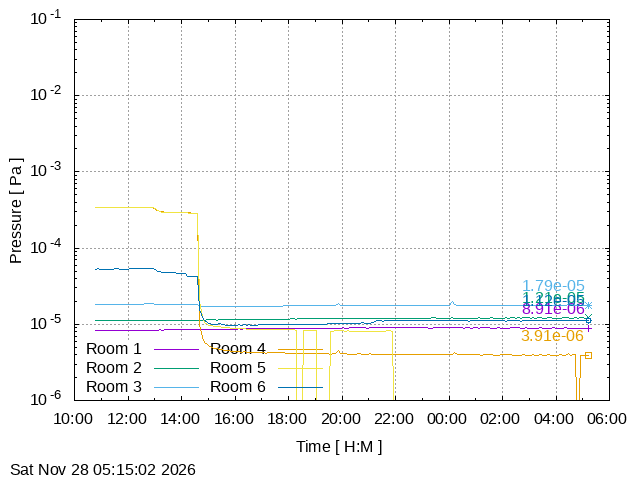 10^-1
10^-2
10^-3
10^-4
10^-5
10^-6
Pressure [ Pa ]
1.79e-05
1.12e-05
8.91e-06
3.91e-06
Room 1 Room 4
Room 2 Room 5
Room 3 Room 6
10:00 12:00 14:00 16:00 18:00 20:00 22:00 00:00 02:00 04:00 06:00
Time [ H:M ]
Sat Nov 28 05:15:02 2026